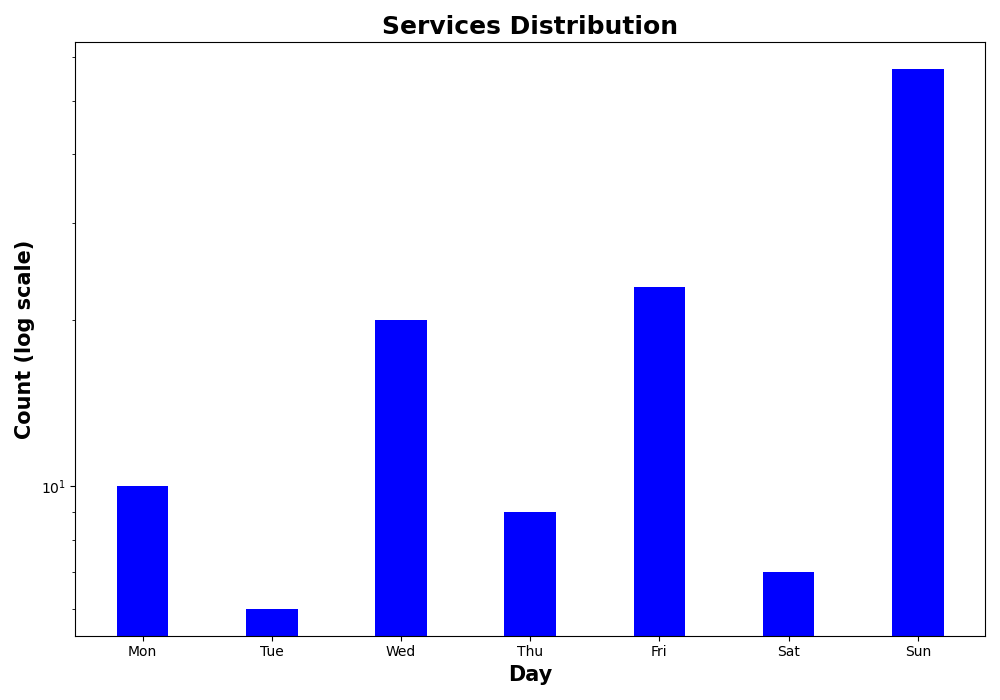 Services Distribution
Count (log scale)
10¹
Mon Tue Wed Thu Fri Sat Sun
Day